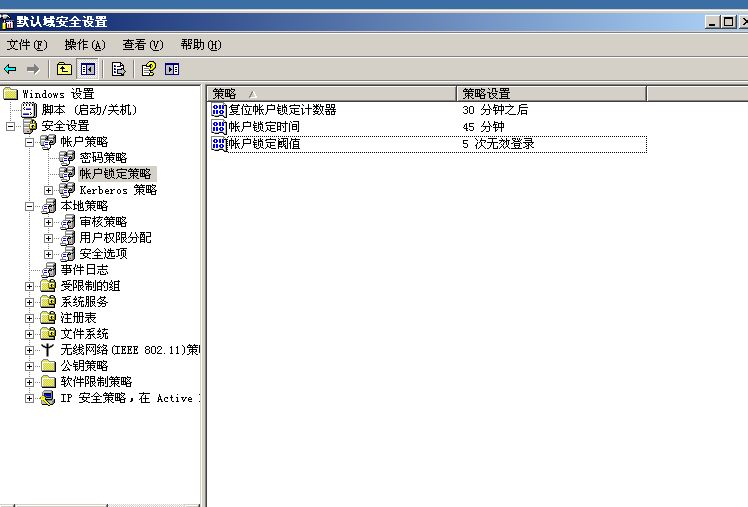 默认域安全设置
文件(F) 操作(A) 查看(V) 帮助(H)
Windows 设置
脚本 (启动/关机)
安全设置
帐户策略
密码策略
帐户锁定策略
Kerberos 策略
本地策略
审核策略
用户权限分配
安全选项
事件日志
受限制的组
系统服务
注册表
文件系统
无线网络(IEEE 802.11)策
公钥策略
软件限制策略
IP 安全策略，在 Active
策略 策略设置
复位帐户锁定计数器 30 分钟之后
帐户锁定时间 45 分钟
帐户锁定阈值 5 次无效登录